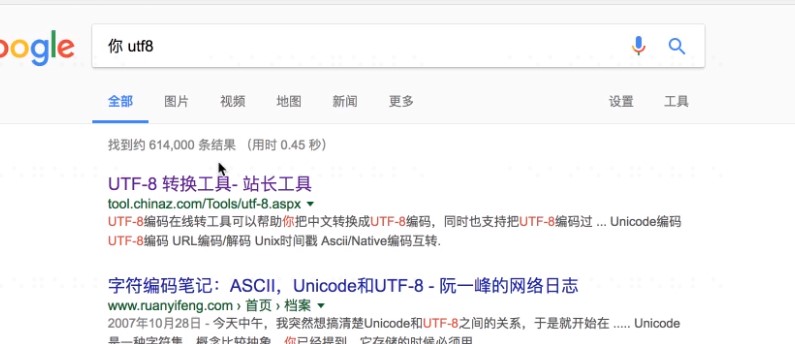 oogle
你 utf8
全部 图片 视频 地图 新闻 更多 设置 工具
找到约 614,000 条结果 （用时 0.45 秒）
UTF-8 转换工具- 站长工具
tool.chinaz.com/Tools/utf-8.aspx
UTF-8编码在线转工具可以帮助你把中文转换成UTF-8编码，同时也支持把UTF-8编码过 ... Unicode编码
UTF-8编码 URL编码/解码 Unix时间戳 Ascii/Native编码互转.
字符编码笔记：ASCII，Unicode和UTF-8 - 阮一峰的网络日志
www.ruanyifeng.com › 首页 › 档案
2007年10月28日 - 今天中午，我突然想搞清楚Unicode和UTF-8之间的关系，于是就开始在 ..... Unicode
是一种字符集，概念比较抽象，你已经提到，它存储的时候必须用